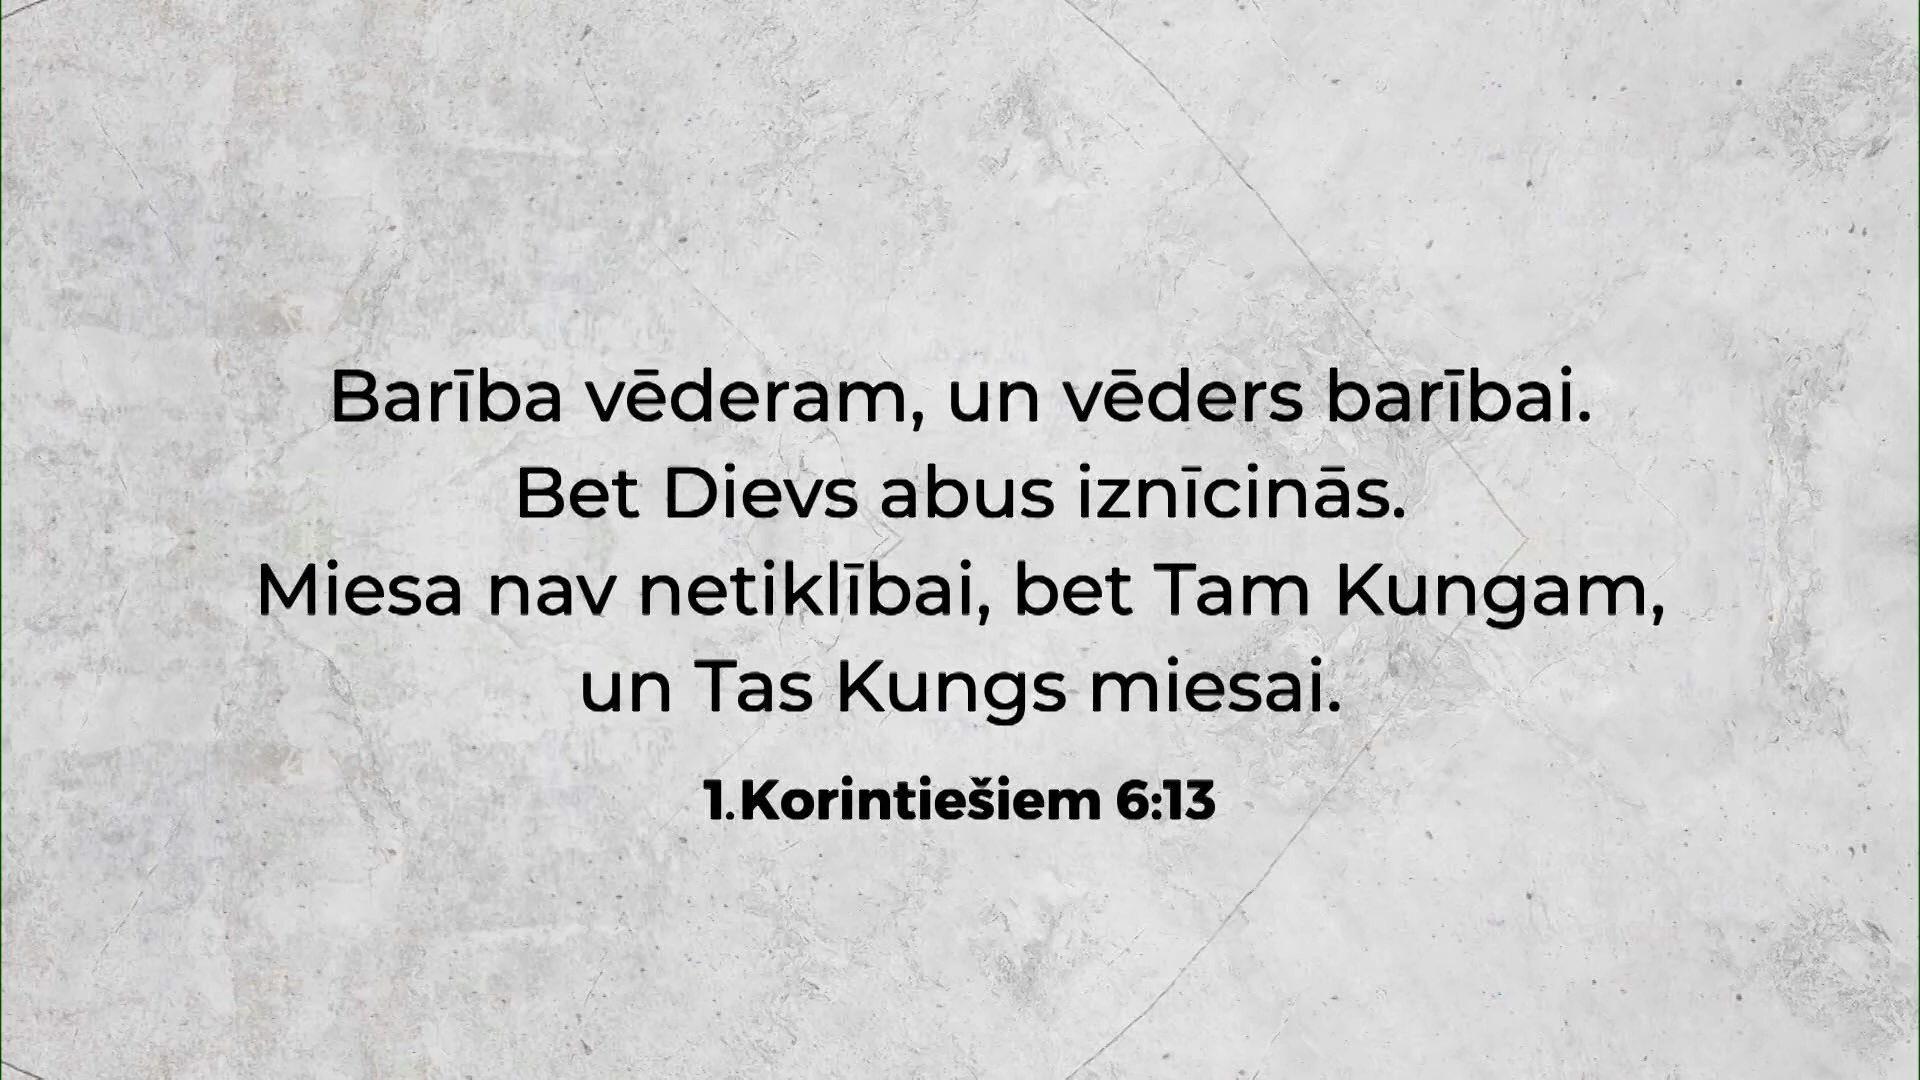 Barība vēderam, un vēders barībai.
Bet Dievs abus iznīcinās.
Miesa nav netiklībai, bet Tam Kungam,
un Tas Kungs miesai.
1.Korintiešiem 6:13